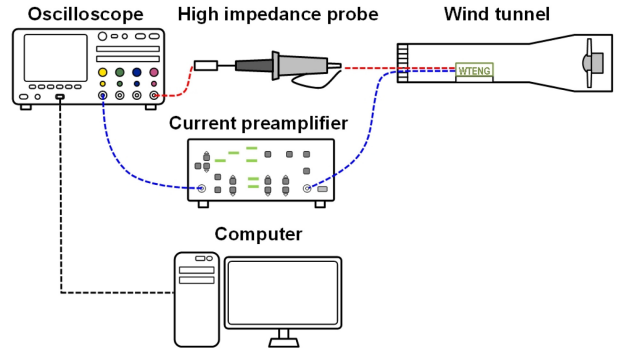 Oscilloscope
High impedance probe
Wind tunnel
WTENG
Current preamplifier
Computer